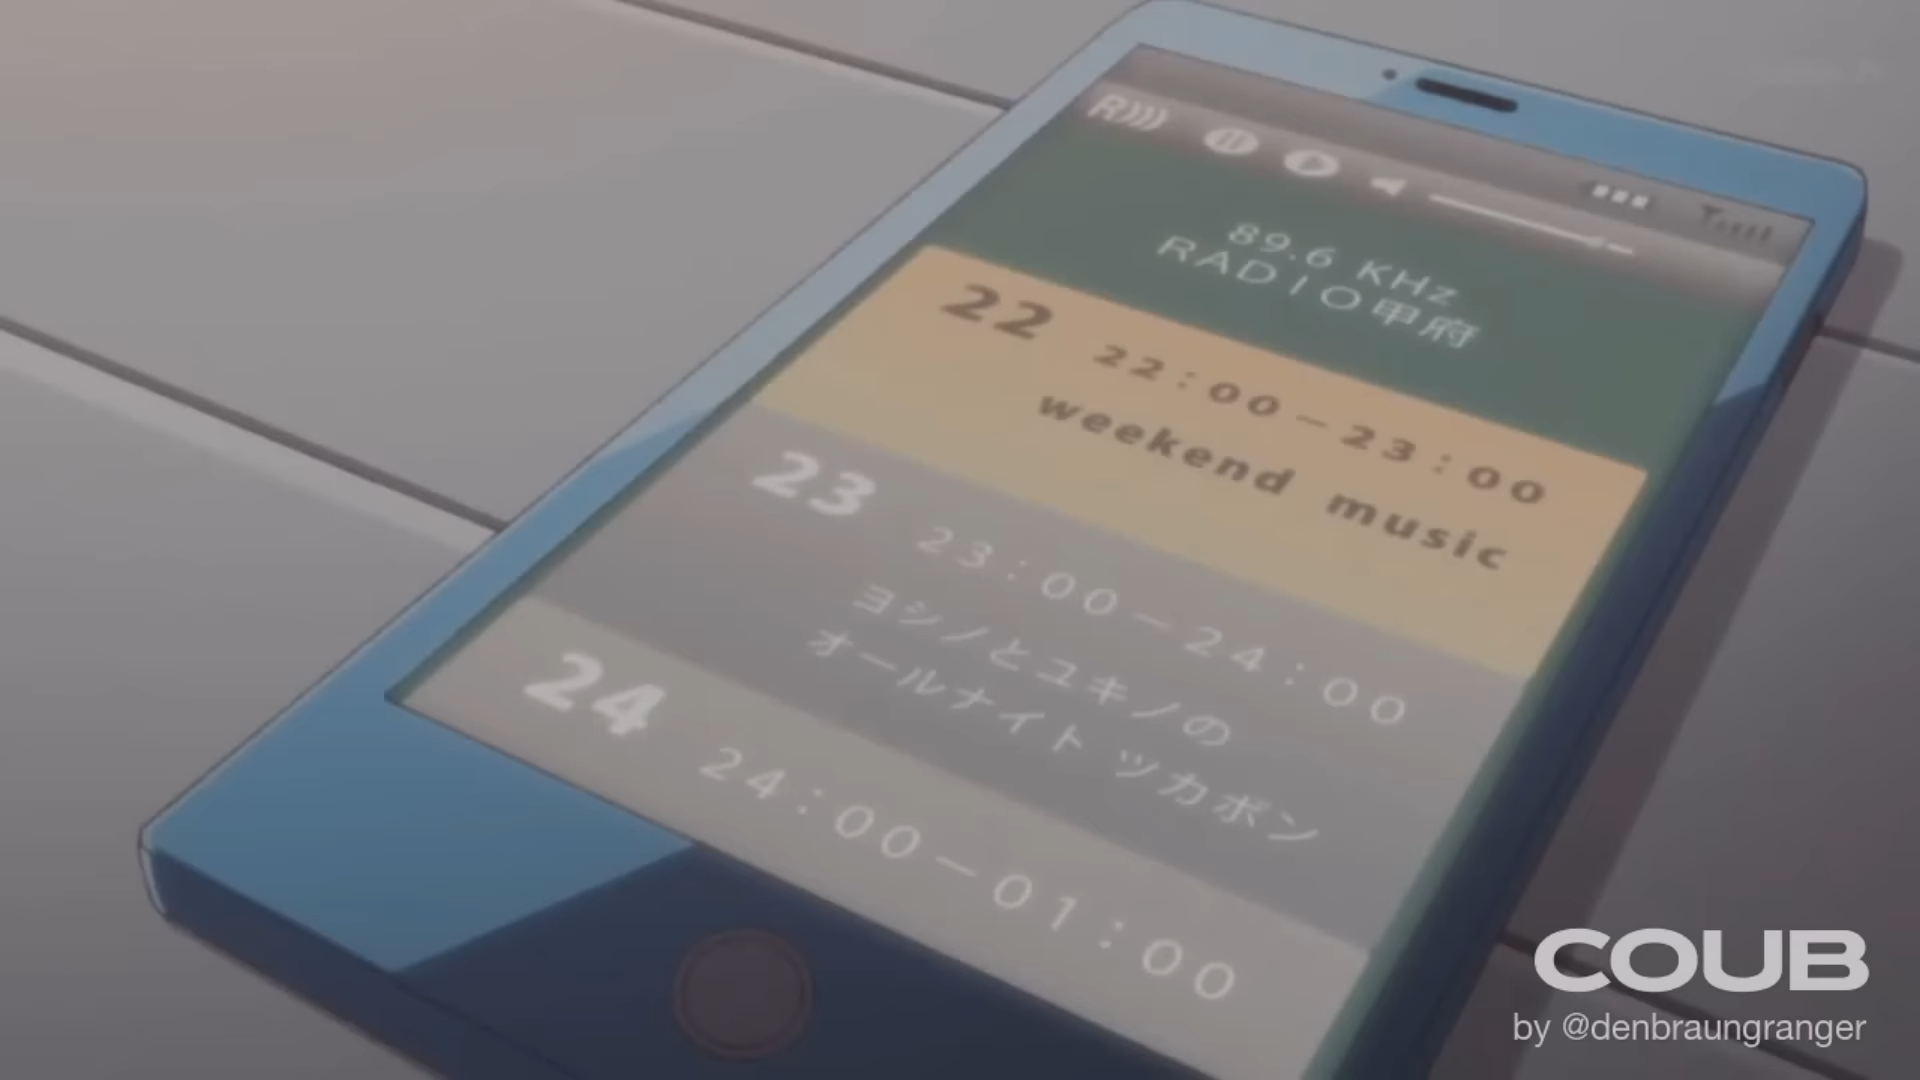 R)))
89.6 KHz
RADIO甲府
22
22:00－23:00
weekend music
23
23:00－24:00
ヨシノとユキノの
オールナイトツカポン
24
24:00－01:00
COUB
by @denbraungranger